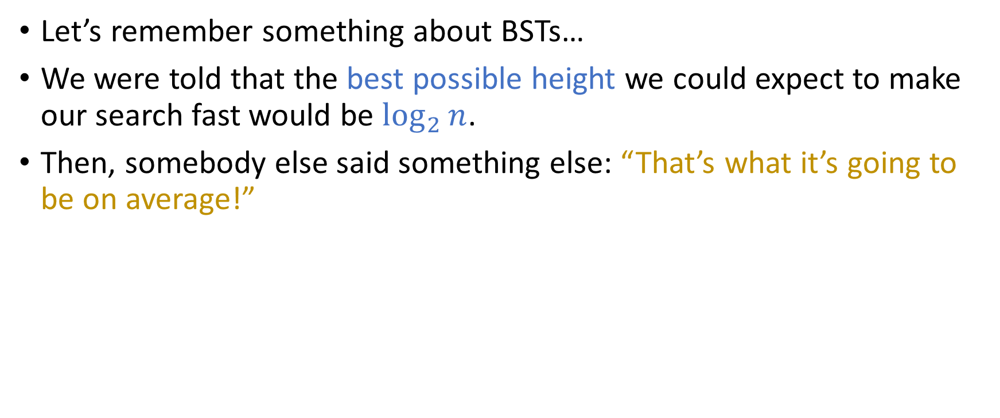 • Let’s remember something about BSTs…
• We were told that the best possible height we could expect to make
our search fast would be log₂ n.
• Then, somebody else said something else: “That’s what it’s going to
be on average!”